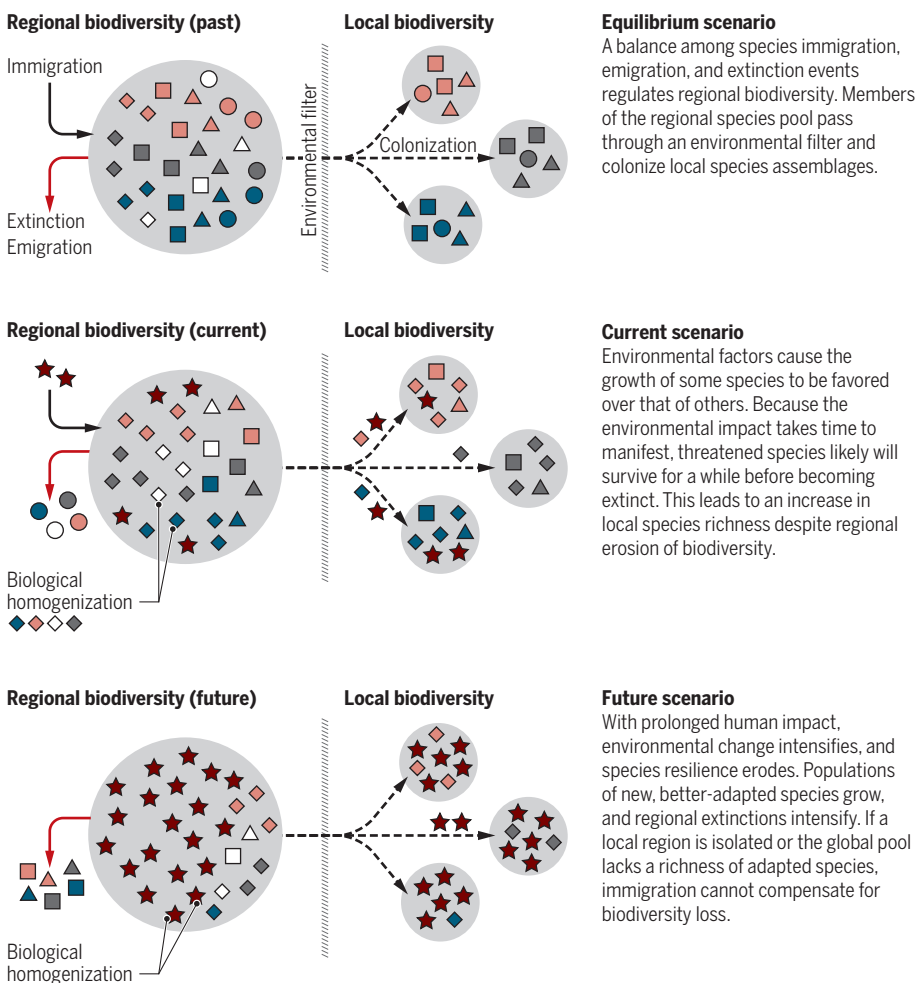 Regional biodiversity (past)
Local biodiversity
Immigration
Extinction
Emigration
Environmental filter
Colonization
Equilibrium scenario
A balance among species immigration,
emigration, and extinction events
regulates regional biodiversity. Members
of the regional species pool pass
through an environmental filter and
colonize local species assemblages.
Regional biodiversity (current)
Local biodiversity
Biological
homogenization
Current scenario
Environmental factors cause the
growth of some species to be favored
over that of others. Because the
environmental impact takes time to
manifest, threatened species likely will
survive for a while before becoming
extinct. This leads to an increase in
local species richness despite regional
erosion of biodiversity.
Regional biodiversity (future)
Local biodiversity
Biological
homogenization
Future scenario
With prolonged human impact,
environmental change intensifies, and
species resilience erodes. Populations
of new, better-adapted species grow,
and regional extinctions intensify. If a
local region is isolated or the global pool
lacks a richness of adapted species,
immigration cannot compensate for
biodiversity loss.